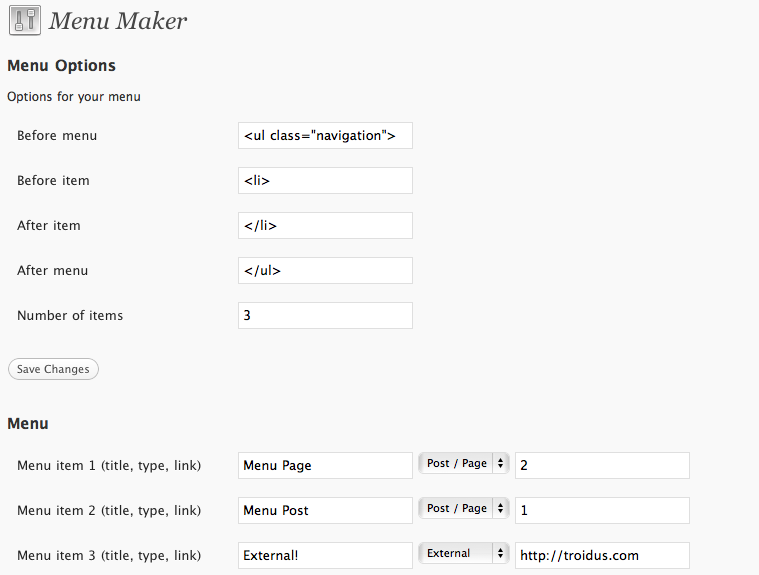 Menu Maker
Menu Options
Options for your menu
Before menu <ul class="navigation">
Before item <li>
After item </li>
After menu </ul>
Number of items 3
Save Changes
Menu
Menu item 1 (title, type, link) Menu Page Post / Page 2
Menu item 2 (title, type, link) Menu Post Post / Page 1
Menu item 3 (title, type, link) External! External http://troidus.com